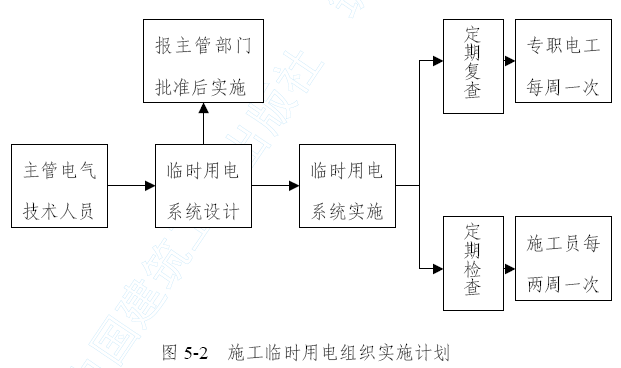 报主管部门
批准后实施
定期复查
专职电工
每周一次
主管电气
技术人员
临时用电
系统设计
临时用电
系统实施
定期检查
施工员每
两周一次
图 5-2 施工临时用电组织实施计划